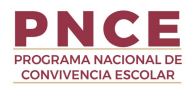 PNCE
PROGRAMA NACIONAL DE
CONVIVENCIA ESCOLAR